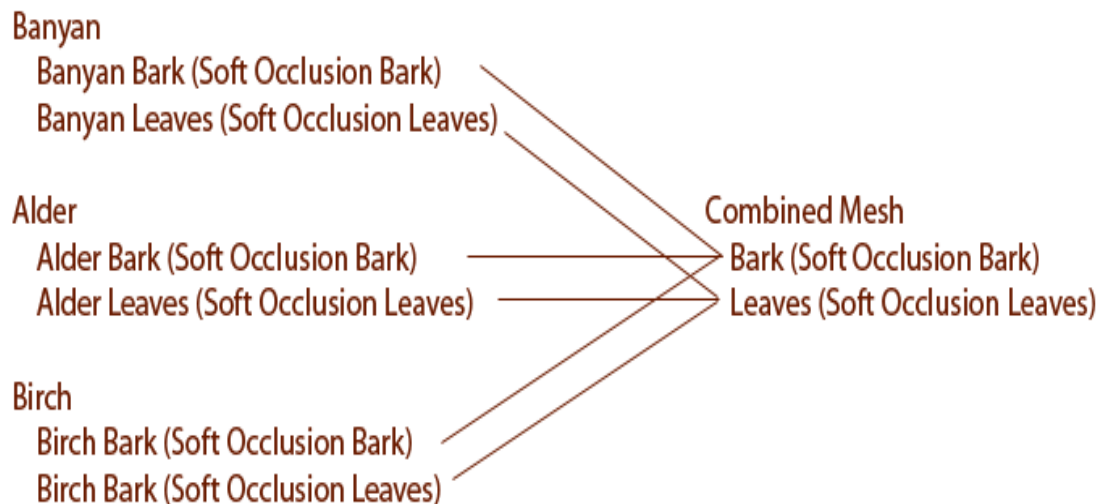 Banyan
Banyan Bark (Soft Occlusion Bark)
Banyan Leaves (Soft Occlusion Leaves)
Alder
Alder Bark (Soft Occlusion Bark)
Alder Leaves (Soft Occlusion Leaves)
Birch
Birch Bark (Soft Occlusion Bark)
Birch Bark (Soft Occlusion Leaves)
Combined Mesh
Bark (Soft Occlusion Bark)
Leaves (Soft Occlusion Leaves)